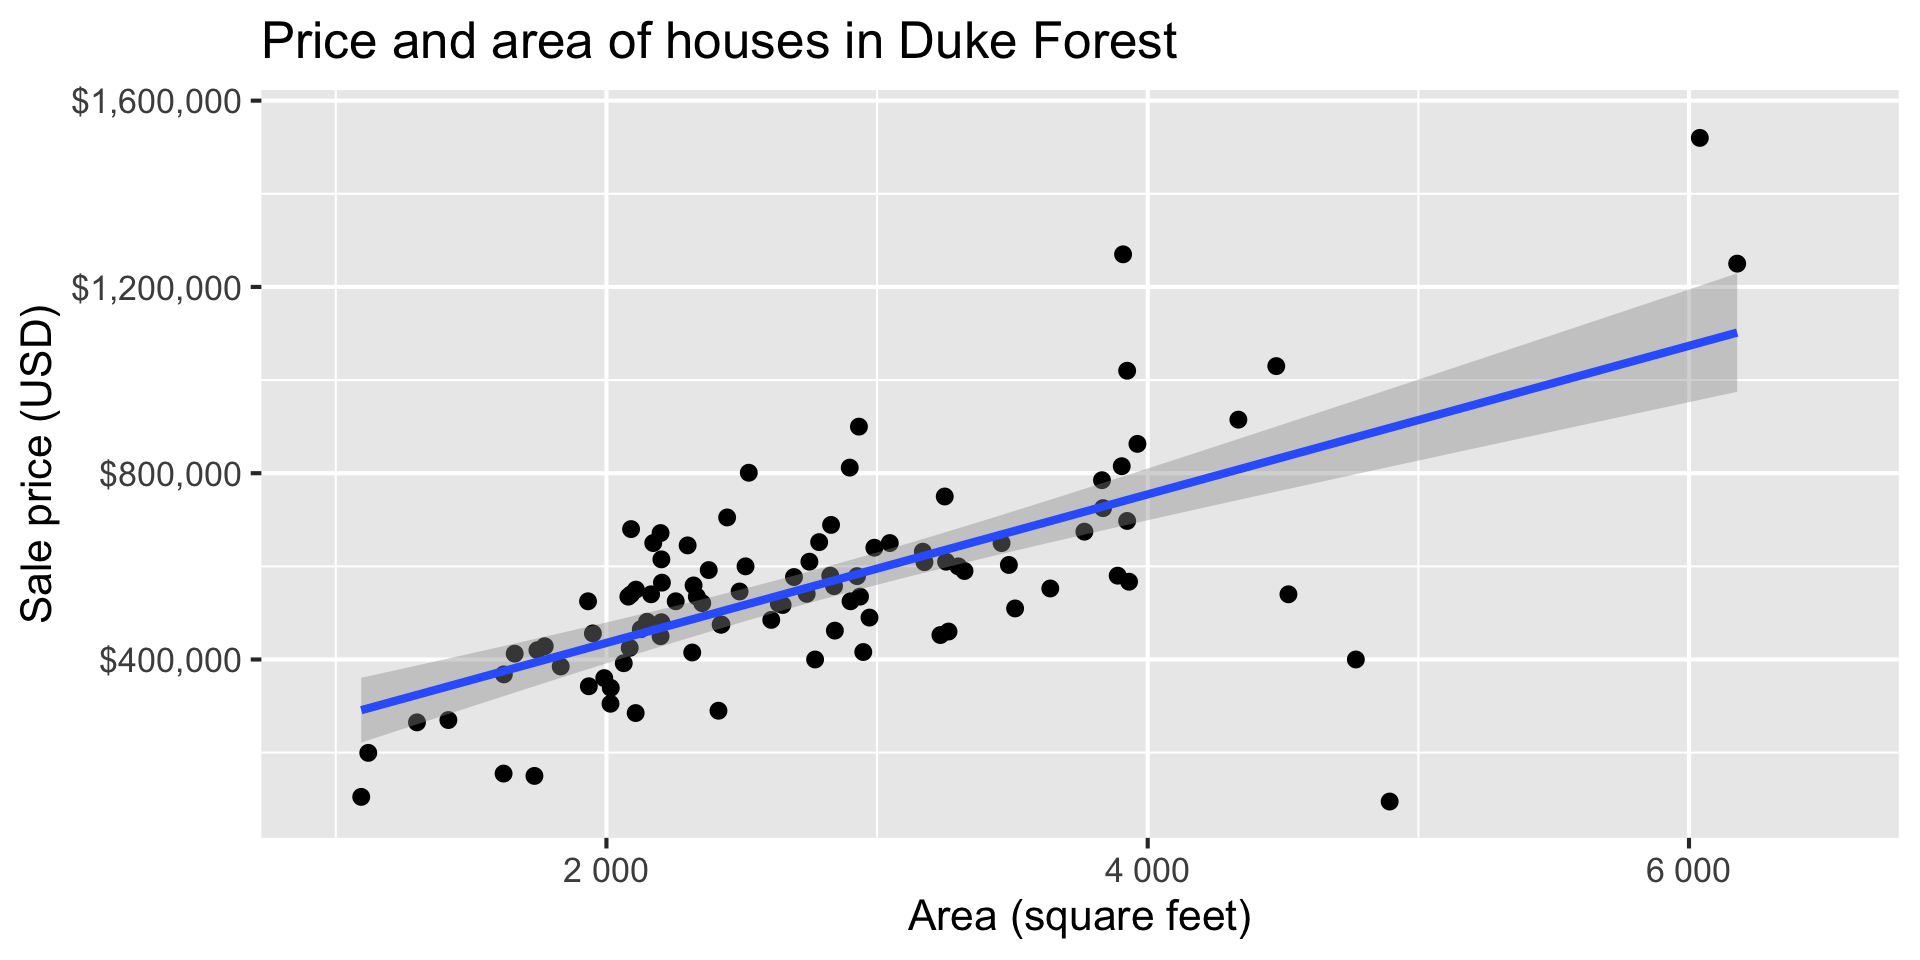 Price and area of houses in Duke Forest
$1,600,000
$1,200,000
$800,000
$400,000
Sale price (USD)
2 000
4 000
6 000
Area (square feet)